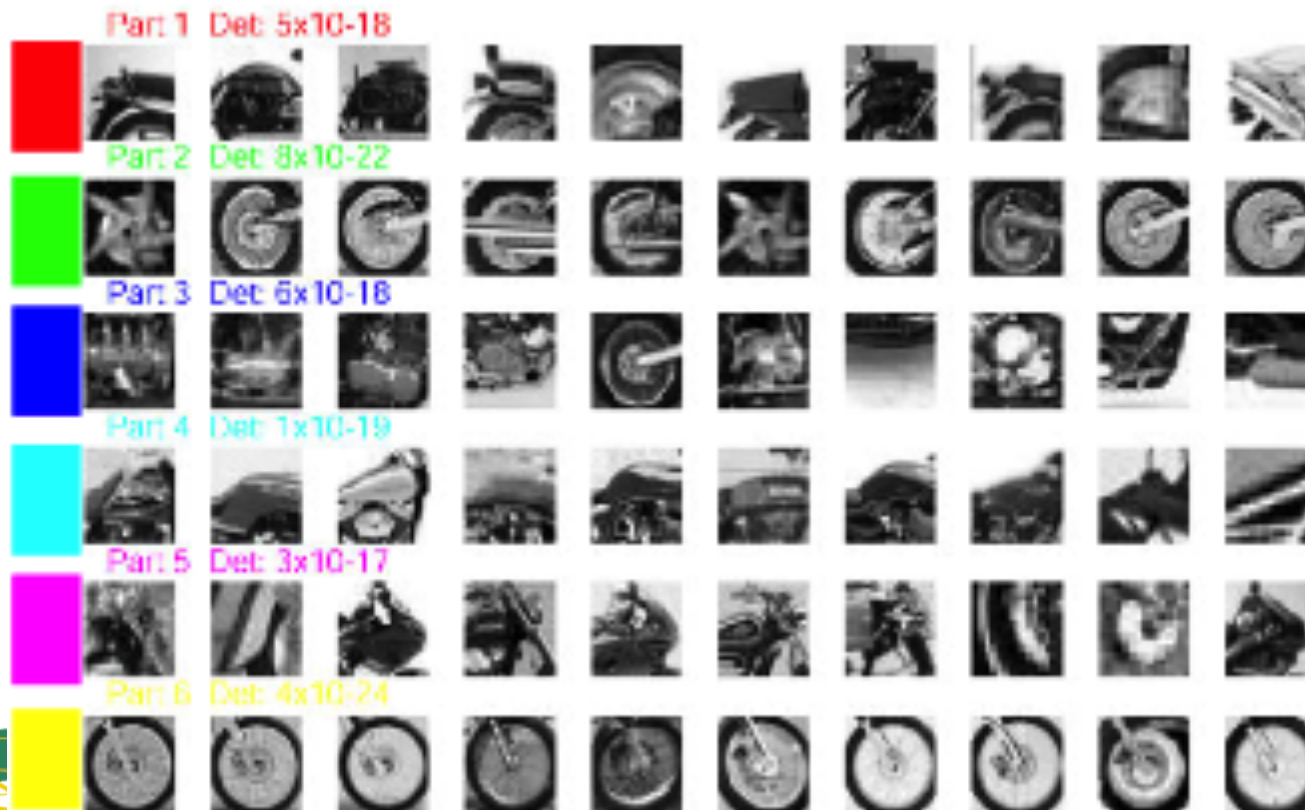 Part 1 Det: 5x10-18
Part 2 Det: 8x10-22
Part 3 Det: 6x10-18
Part 4 Det: 1x10-19
Part 5 Det: 3x10-17
Part 6 Det: 4x10-24